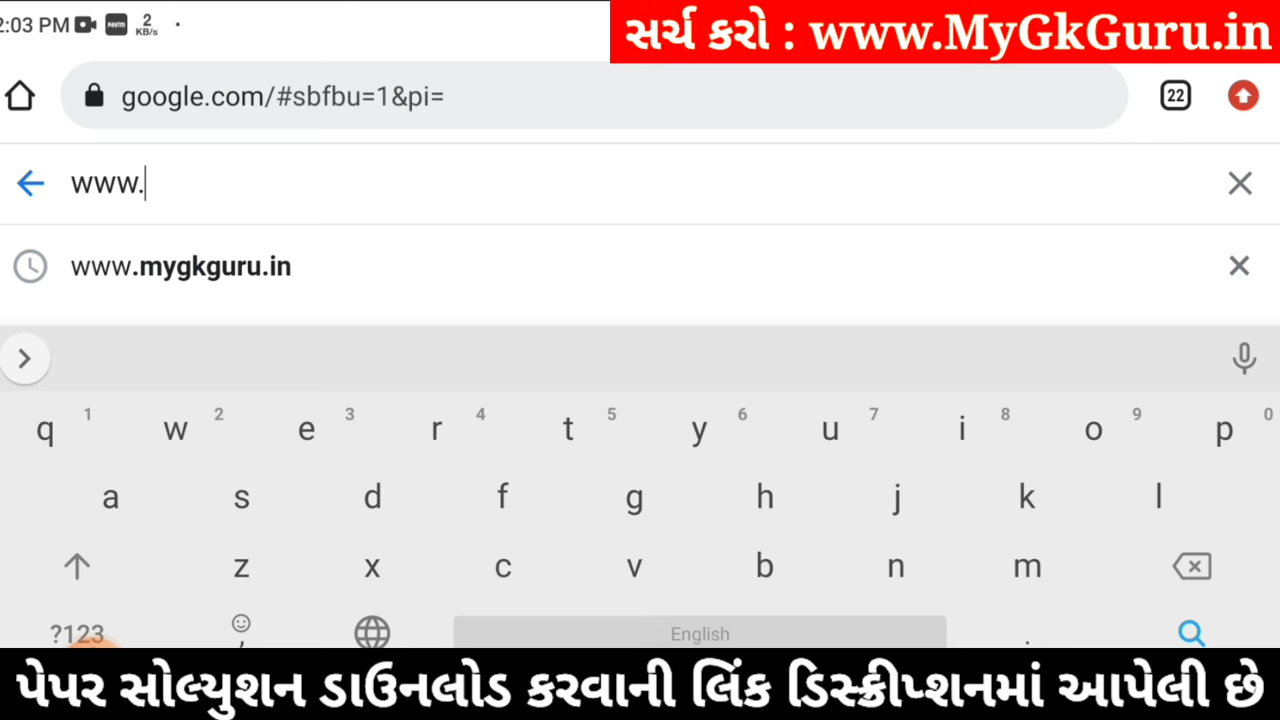 2:03 PM paytm 2 KB/s
સર્ચ કરો : www.MyGkGuru.in
google.com/#sbfbu=1&pi=
22
www.
www.mygkguru.in
q 1 w 2 e 3 r 4 t 5 y 6 u 7 i 8 o 9 p 0
a s d f g h j k l
z x c v b n m
?123 , English .
પેપર સોલ્યુશન ડાઉનલોડ કરવાની લિંક ડિસ્ક્રીપ્શનમાં આપેલી છે